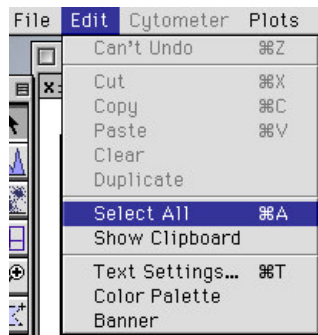 File Edit Cytometer Plots
Can't Undo ⌘Z
Cut ⌘X
Copy ⌘C
Paste ⌘V
Clear
Duplicate
Select All ⌘A
Show Clipboard
Text Settings... ⌘T
Color Palette
Banner